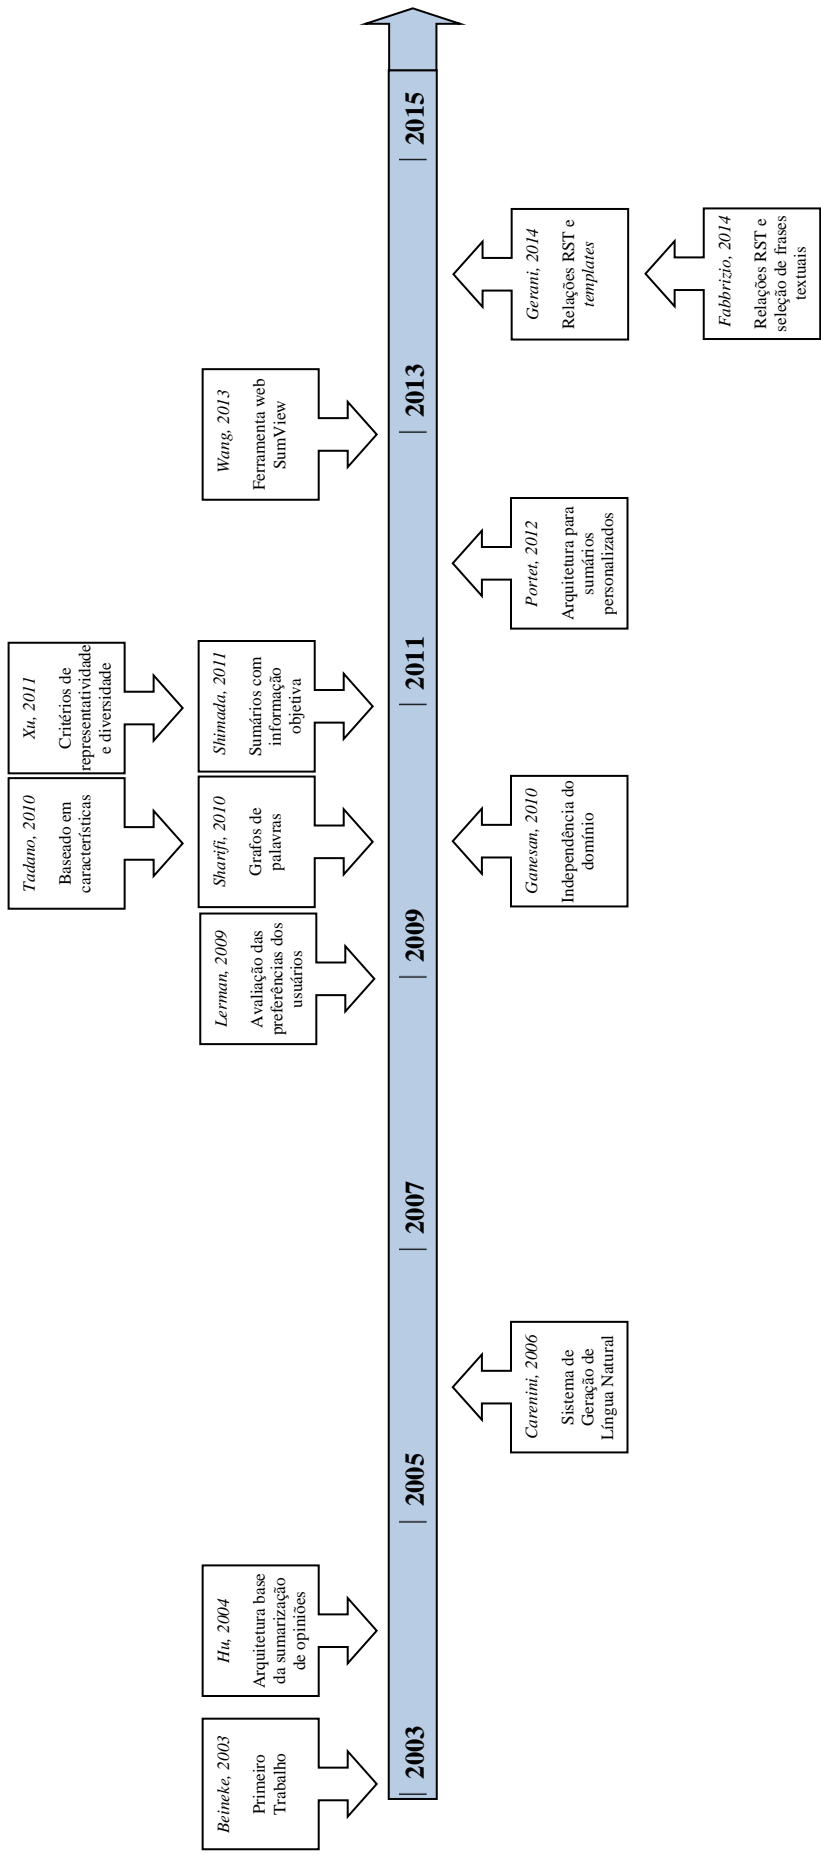 Xu, 2011
Critérios de
representatividade
e diversidade
Tadano, 2010
Baseado em
características
Beineke, 2003
Primeiro
Trabalho
Hu, 2004
Arquitetura base
da sumarização
de opiniões
Lerman, 2009
Avaliação das
preferências dos
usuários
Sharifi, 2010
Grafos de
palavras
Shimada, 2011
Sumários com
informação
objetiva
Wang, 2013
Ferramenta web
SumView
2003
2005
2007
2009
2011
2013
2015
Carenini, 2006
Sistema de
Geração de
Língua Natural
Ganesan, 2010
Independência do
domínio
Portet, 2012
Arquitetura para
sumários
personalizados
Gerani, 2014
Relações RST e
templates
Fabbrizio, 2014
Relações RST e
seleção de frases
textuais